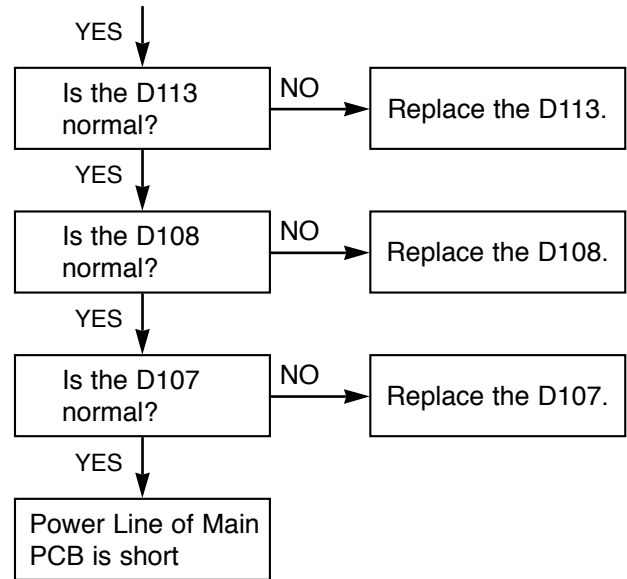 YES
Is the D113
normal?
NO
Replace the D113.
YES
Is the D108
normal?
NO
Replace the D108.
YES
Is the D107
normal?
NO
Replace the D107.
YES
Power Line of Main
PCB is short